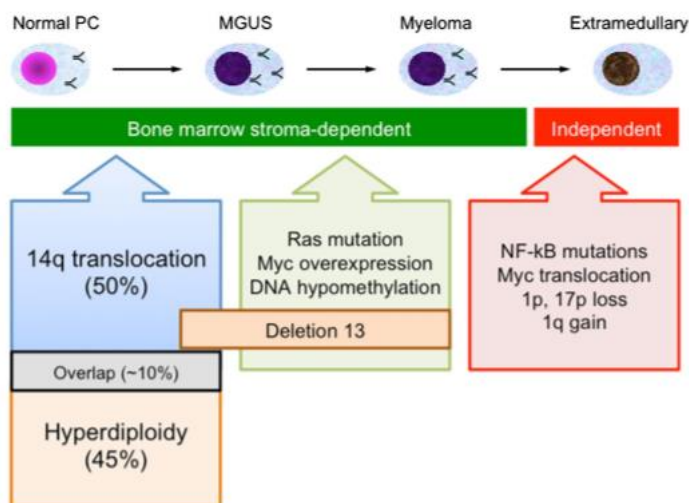 Normal PC
MGUS
Myeloma
Extramedullary
Bone marrow stroma-dependent
Independent
14q translocation
(50%)
Overlap (~10%)
Hyperdiploidy
(45%)
Ras mutation
Myc overexpression
DNA hypomethylation
Deletion 13
NF-kB mutations
Myc translocation
1p, 17p loss
1q gain